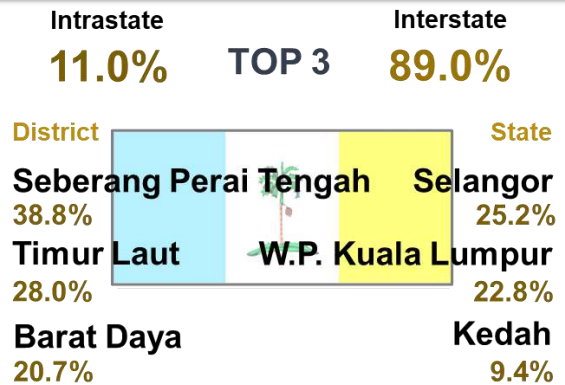 Intrastate
Interstate
11.0%
TOP 3
89.0%
District
State
Seberang Perai Tengah
Selangor
38.8%
25.2%
Timur Laut
W.P. Kuala Lumpur
28.0%
22.8%
Barat Daya
Kedah
20.7%
9.4%